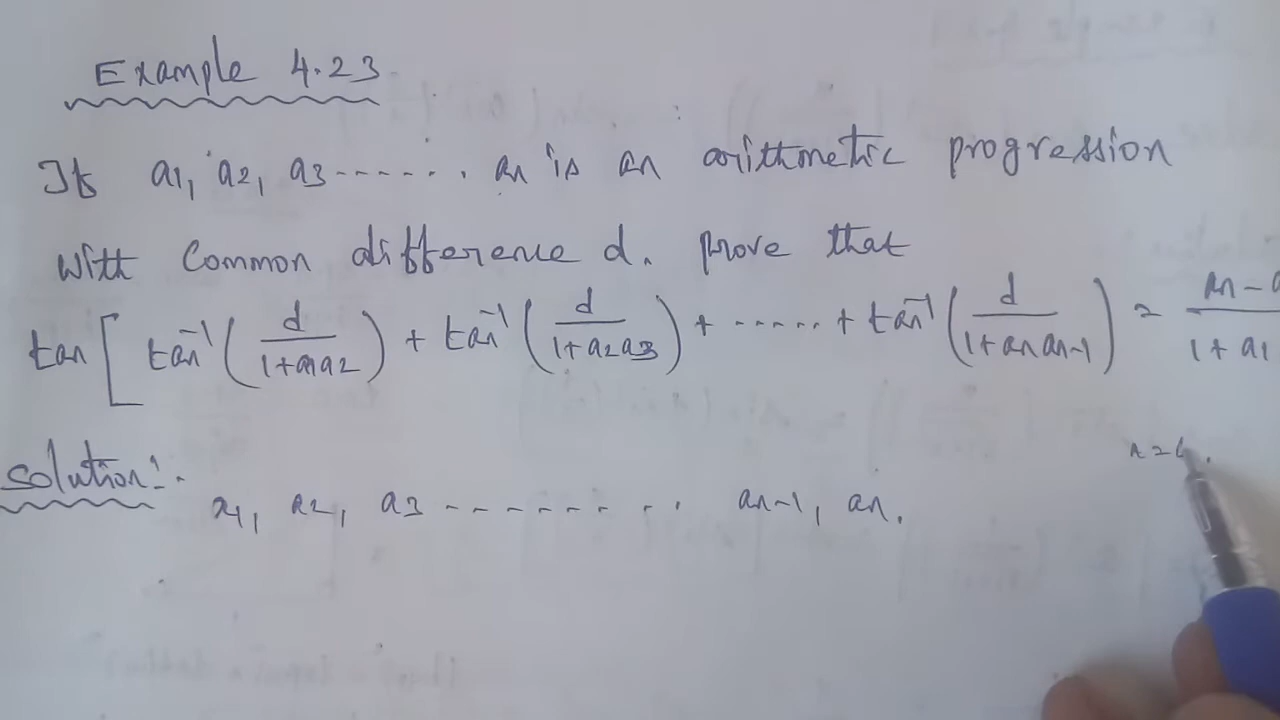 Example 4.23
If a1, a2, a3 ------. an is an arithmetic progression
with common difference d. prove that
tan [ tan⁻¹ ( d / 1+a1a2 ) + tan⁻¹ ( d / 1+a2a3 ) + ..... + tan⁻¹ ( d / 1+an an-1 ) = an - / 1 + a1
Solution:.
a1, a2, a3 --------.. an-1, an.